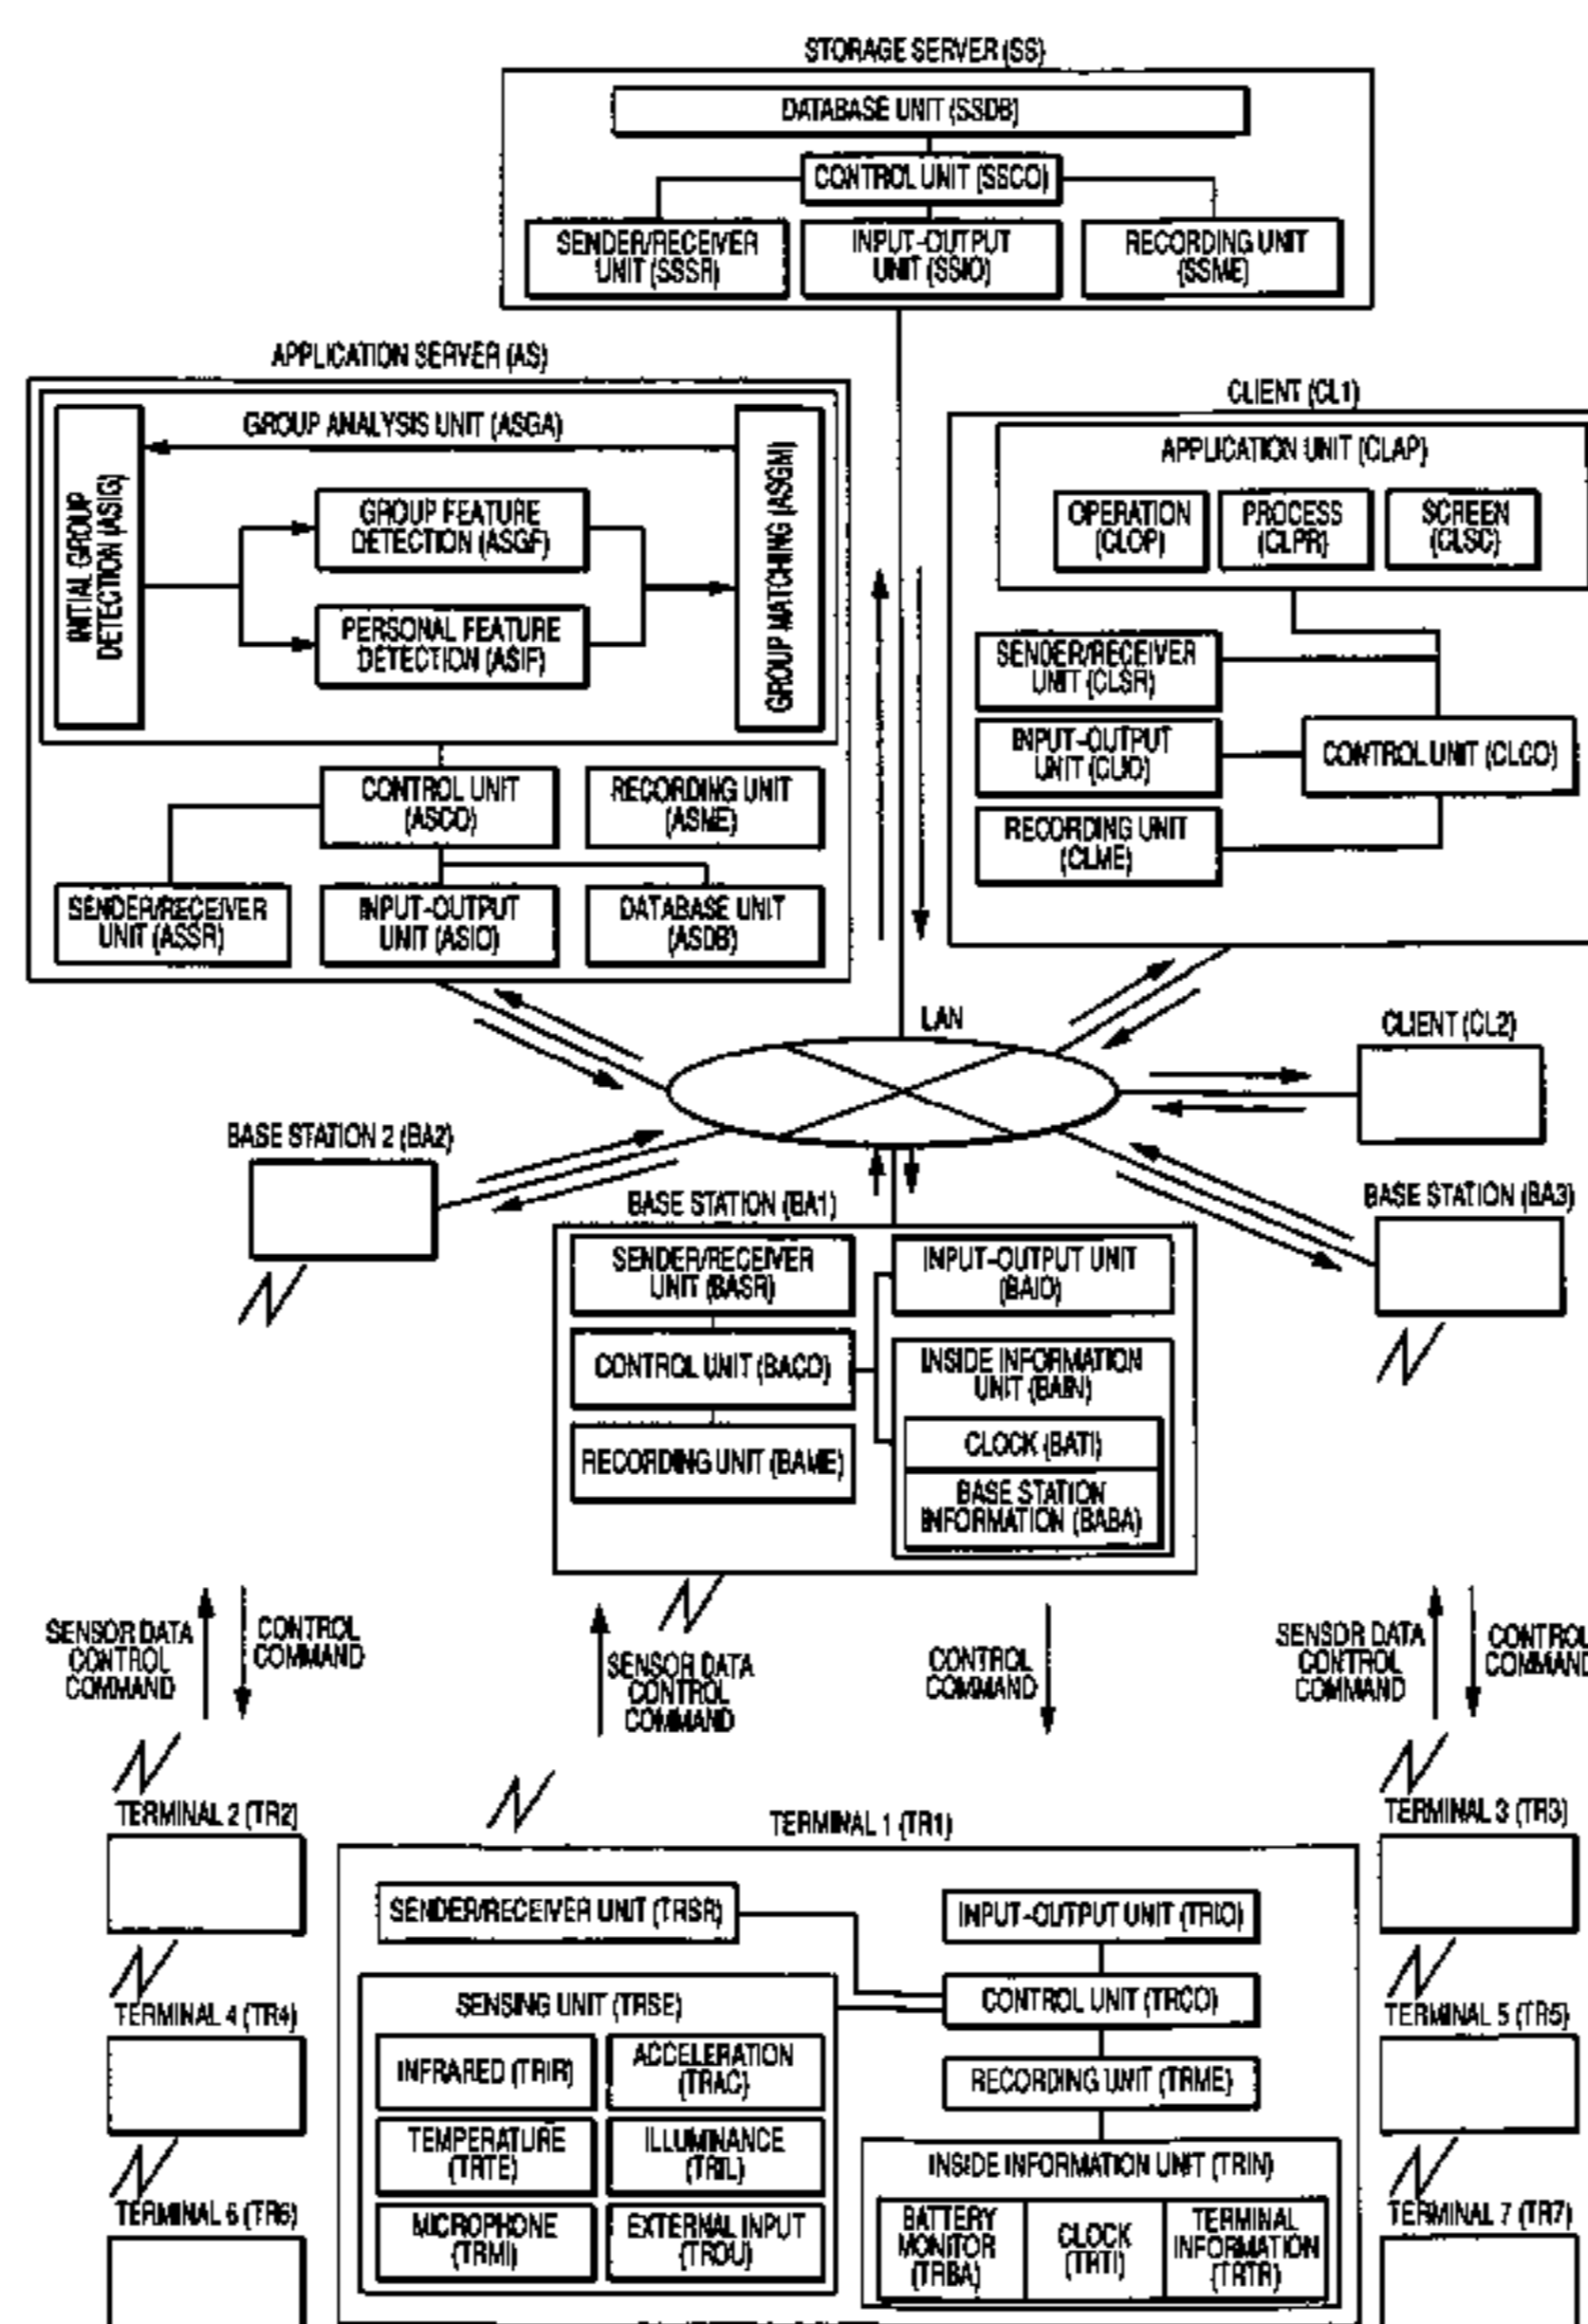 STORAGE SERVER (SS)
DATABASE UNIT (SSDB)
CONTROL UNIT (SSCO)
SENDER/RECEIVER
UNIT (SSSR)
INPUT-OUTPUT
UNIT (SSIO)
RECORDING UNIT
(SSME)
APPLICATION SERVER (AS)
GROUP ANALYSIS UNIT (ASGA)
INITIAL GROUP
DETECTION (ASIG)
GROUP FEATURE
DETECTION (ASGF)
PERSONAL FEATURE
DETECTION (ASIF)
GROUP MATCHING (ASGM)
CONTROL UNIT
(ASCO)
RECORDING UNIT
(ASME)
SENDER/RECEIVER
UNIT (ASSR)
INPUT-OUTPUT
UNIT (ASIO)
DATABASE UNIT
(ASDB)
CLIENT (CL1)
APPLICATION UNIT (CLAP)
OPERATION
(CLOP)
PROCESS
(CLPR)
SCREEN
(CLSC)
SENDER/RECEIVER
UNIT (CLSR)
INPUT-OUTPUT
UNIT (CLIO)
CONTROL UNIT (CLCO)
RECORDING UNIT
(CLME)
LAN
CLIENT (CL2)
BASE STATION 2 (BA2)
BASE STATION (BA3)
BASE STATION (BA1)
SENDER/RECEIVER
UNIT (BASR)
INPUT-OUTPUT UNIT
(BAIO)
CONTROL UNIT (BACO)
INSIDE INFORMATION
UNIT (BAIN)
CLOCK (BATI)
RECORDING UNIT (BAME)
BASE STATION
INFORMATION (BABA)
SENSOR DATA
CONTROL
COMMAND
CONTROL
COMMAND
SENSOR DATA
CONTROL
COMMAND
CONTROL
COMMAND
SENSOR DATA
CONTROL
COMMAND
CONTROL
COMMAND
TERMINAL 2 (TR2)
TERMINAL 1 (TR1)
TERMINAL 3 (TR3)
SENDER/RECEIVER UNIT (TRSR)
INPUT-OUTPUT UNIT (TRIO)
SENSING UNIT (TRSE)
CONTROL UNIT (TRCO)
TERMINAL 4 (TR4)
TERMINAL 5 (TR5)
INFRARED (TRIR)
ACCELERATION
(TRAC)
RECORDING UNIT (TRME)
TEMPERATURE
(TRTE)
ILLUMINANCE
(TRIL)
INSIDE INFORMATION UNIT (TRIN)
TERMINAL 6 (TR6)
MICROPHONE
(TRMI)
EXTERNAL INPUT
(TROU)
BATTERY
MONITOR
(TRBA)
CLOCK
(TRTI)
TERMINAL
INFORMATION
(TRTR)
TERMINAL 7 (TR7)